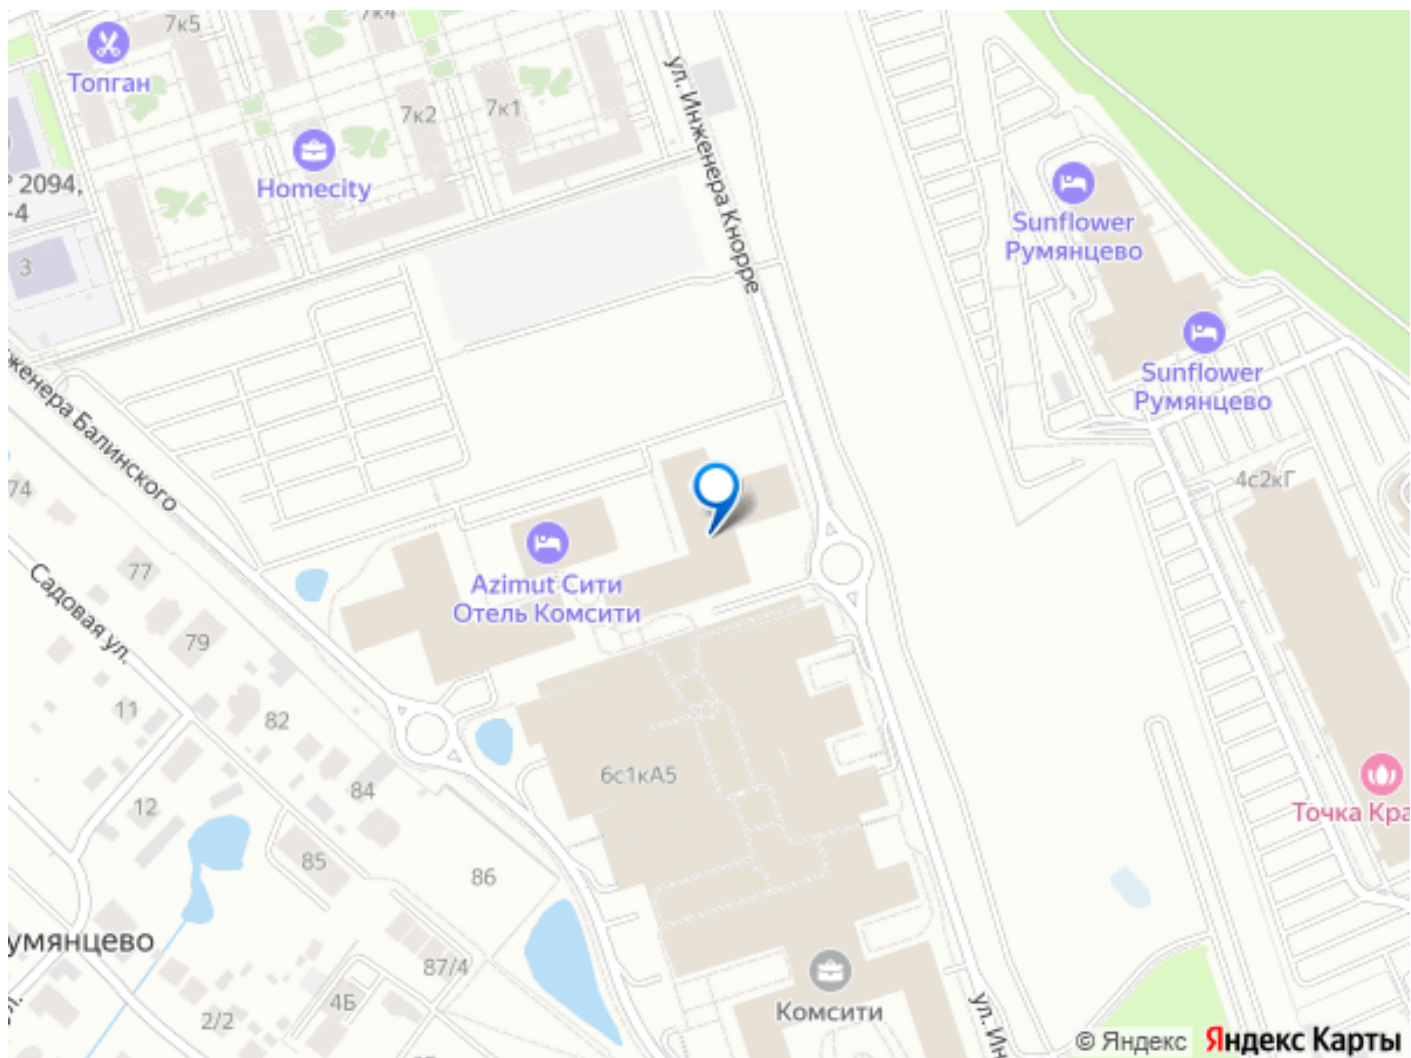 7к5
7к4
Топган
7к2
7к1
ул. Инженера Кнорре
Homecity
2094,
-4
3
Sunflower
Румянцево
Sunflower
Румянцево
женера Балинского
74
4с2кГ
Azimut Сити
Отель Комсити
77
Садовая ул.
79
11
82
6с1кА5
84
12
Точка Кра
85
86
умянцево
87/4
4Б
2/2
Комсити
ул. Ин
© Яндекс Яндекс Карты